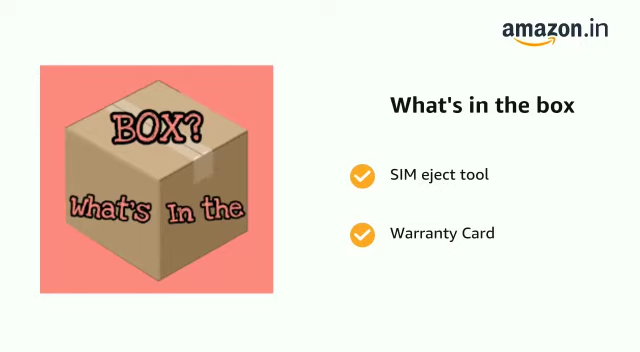 amazon.in
BOX?
What's In the
What's in the box
SIM eject tool
Warranty Card